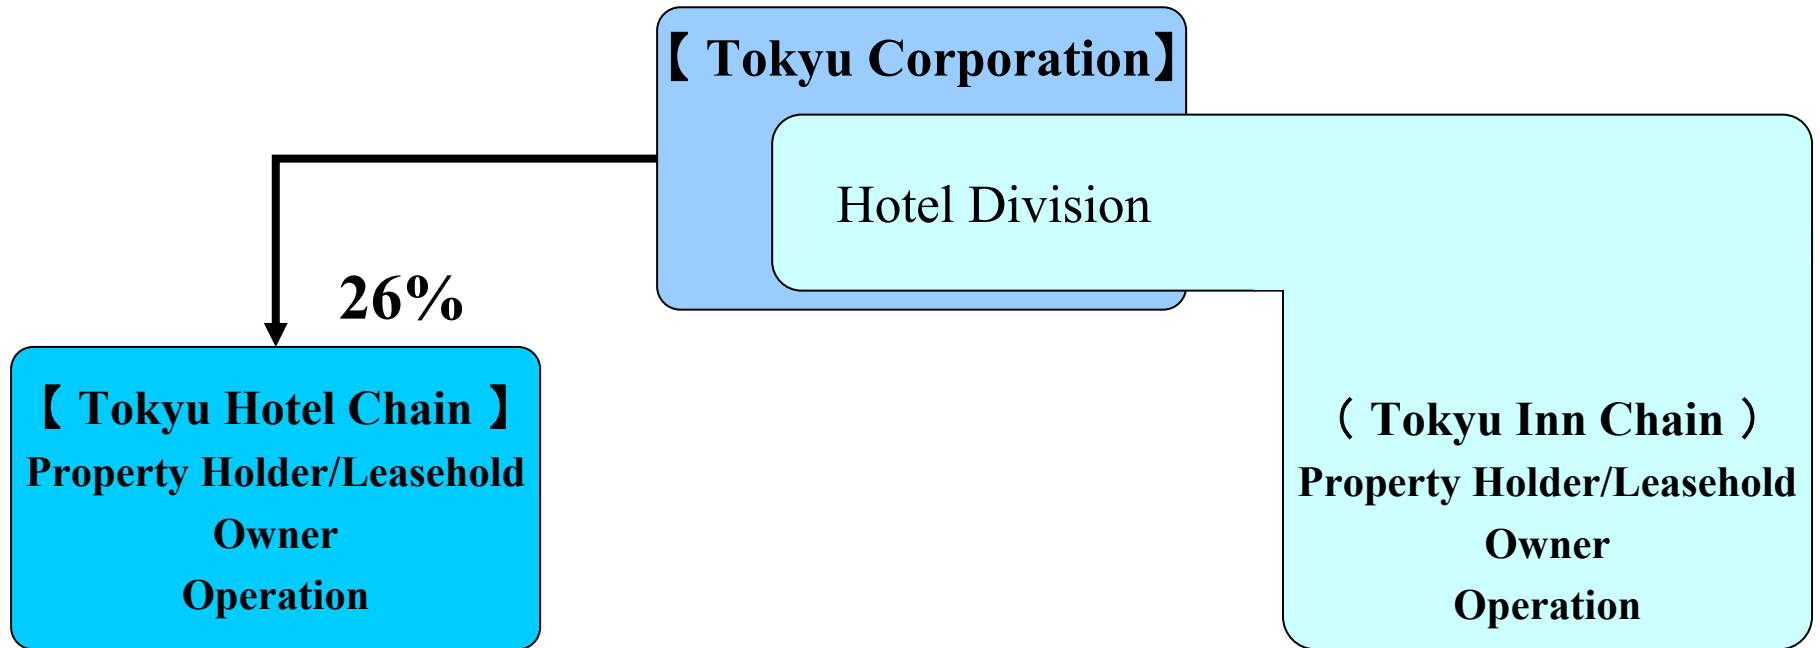 【 Tokyu Corporation】
Hotel Division
26%
【 Tokyu Hotel Chain 】
Property Holder/Leasehold
Owner
Operation
（ Tokyu Inn Chain ）
Property Holder/Leasehold
Owner
Operation